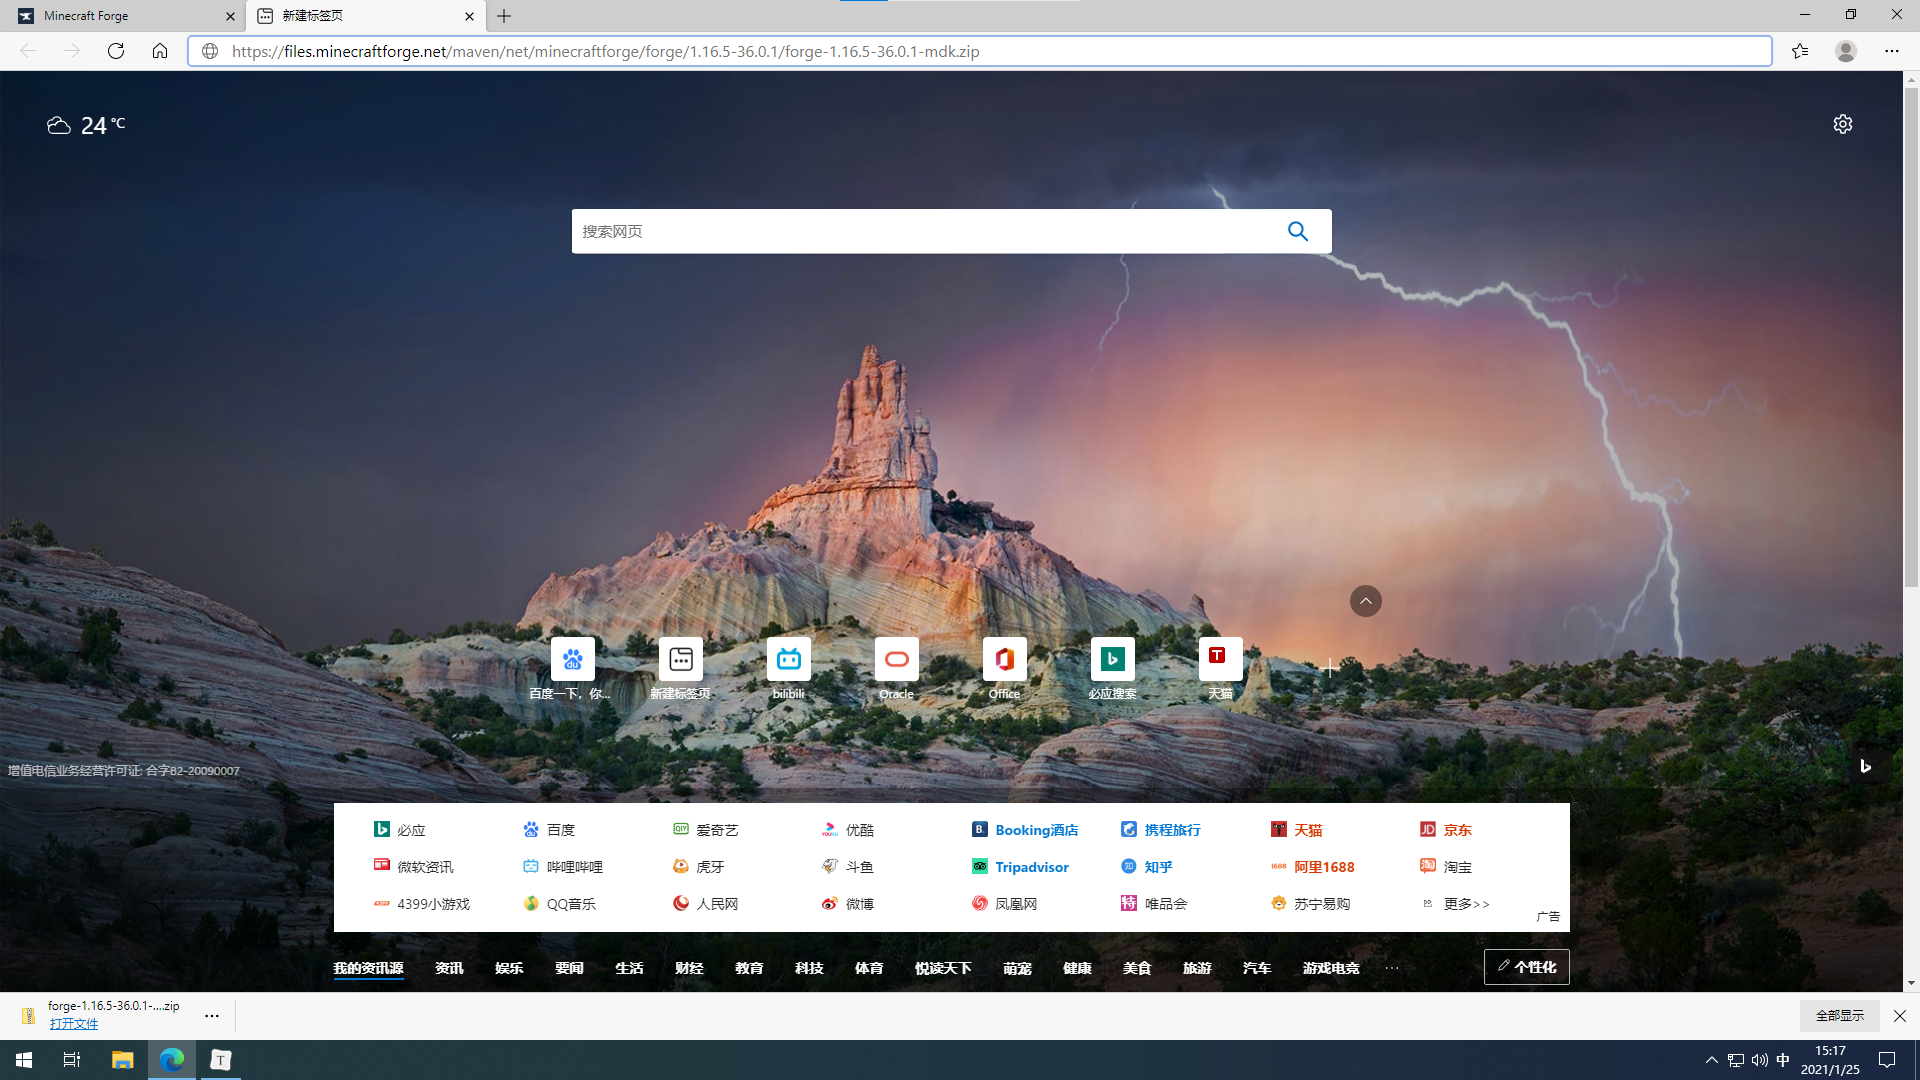 Minecraft Forge
新建标签页
https://files.minecraftforge.net/maven/net/minecraftforge/forge/1.16.5-36.0.1/forge-1.16.5-36.0.1-mdk.zip
24 °C
搜索网页
百度一下，你...
新建标签页
bilibili
Oracle
Office
必应搜索
天猫
增值电信业务经营许可证: 合字B2-20090007
必应 百度 爱奇艺 优酷 Booking酒店 携程旅行 天猫 京东
微软资讯 哔哩哔哩 虎牙 斗鱼 Tripadvisor 知乎 阿里1688 淘宝
4399小游戏 QQ音乐 人民网 微博 凤凰网 唯品会 苏宁易购 更多>>
广告
我的资讯源 资讯 娱乐 要闻 生活 财经 教育 科技 体育 悦读天下 萌宠 健康 美食 旅游 汽车 游戏电竞 ... 个性化
forge-1.16.5-36.0.1-....zip
打开文件
全部显示
中
15:17
2021/1/25